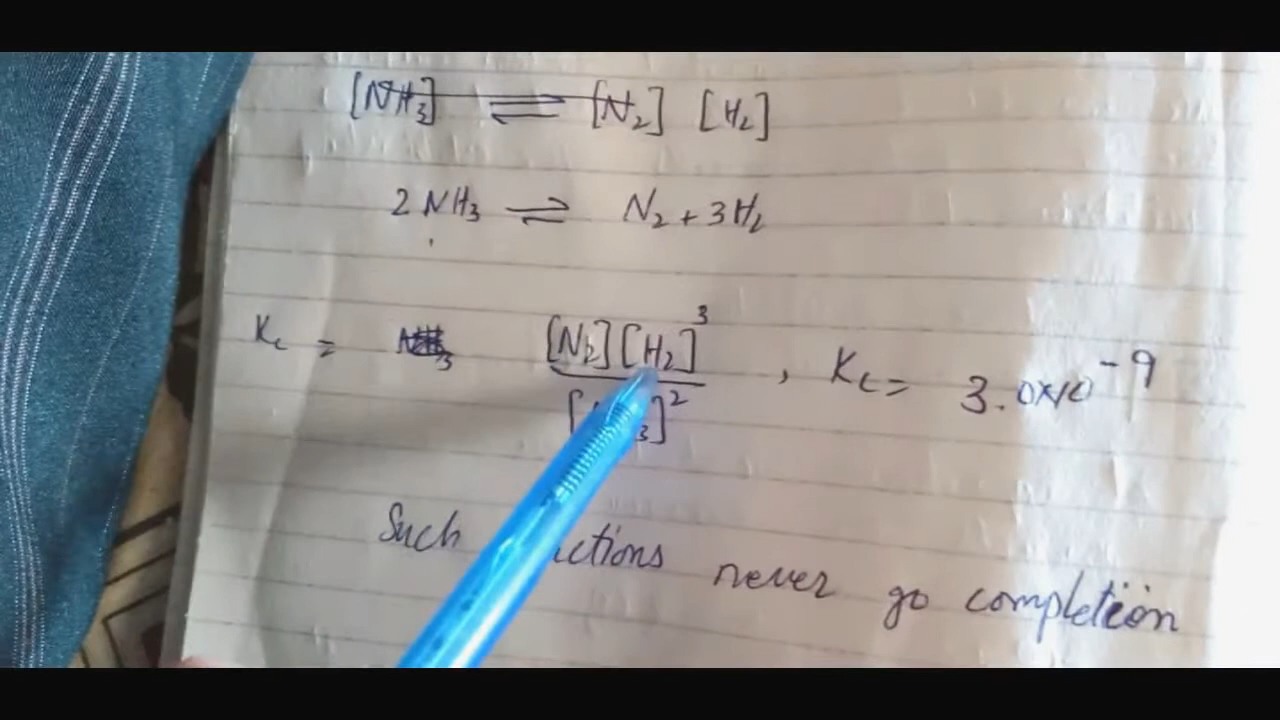 [NH₃] ⇌ [N₂] [H₂]
2 NH₃ ⇌ N₂ + 3H₂
Kc = [N₂][H₂]³ / [ ₃]² , Kc = 3.0×10⁻⁹
Such never go completion